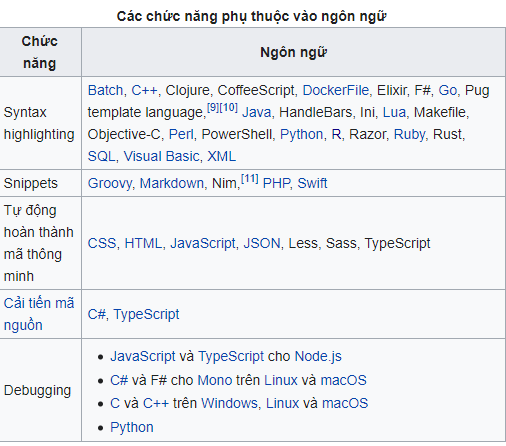 Các chức năng phụ thuộc vào ngôn ngữ
Chức năng
Ngôn ngữ
Syntax highlighting
Batch, C++, Clojure, CoffeeScript, DockerFile, Elixir, F#, Go, Pug
template language,[9][10] Java, HandleBars, Ini, Lua, Makefile,
Objective-C, Perl, PowerShell, Python, R, Razor, Ruby, Rust,
SQL, Visual Basic, XML
Snippets
Groovy, Markdown, Nim,[11] PHP, Swift
Tự động
hoàn thành
mã thông
minh
CSS, HTML, JavaScript, JSON, Less, Sass, TypeScript
Cải tiến mã
nguồn
C#, TypeScript
Debugging
• JavaScript và TypeScript cho Node.js
• C# và F# cho Mono trên Linux và macOS
• C và C++ trên Windows, Linux và macOS
• Python